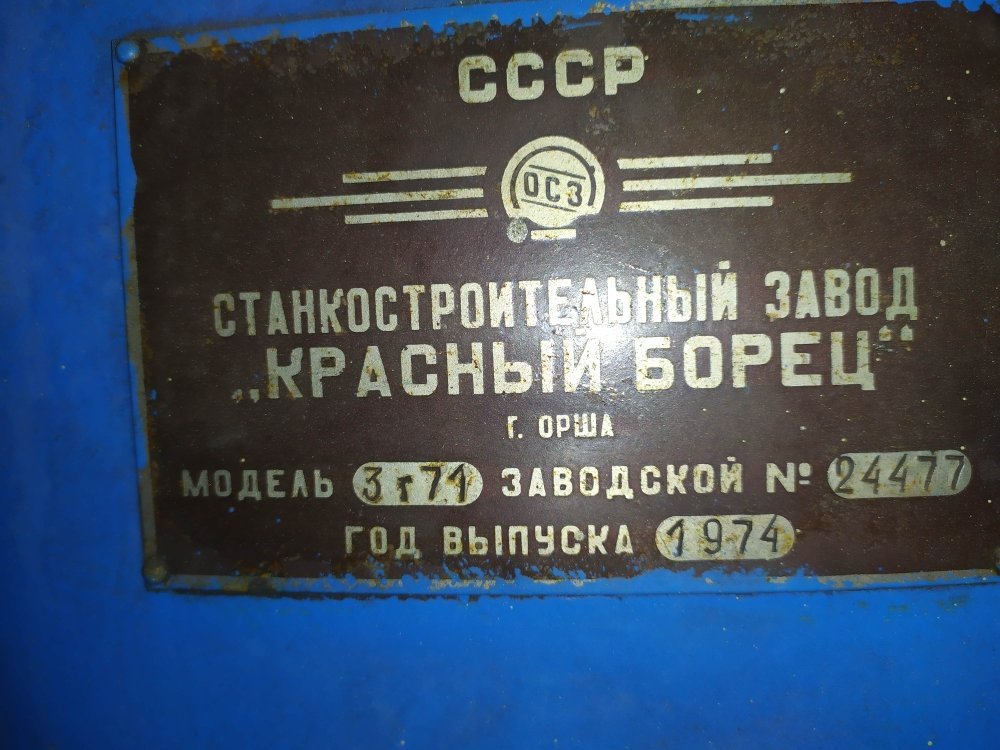 СССР
ОСЗ
СТАНКОСТРОИТЕЛЬНЫЙ ЗАВОД
„КРАСНЫЙ БОРЕЦ“
Г. ОРША
МОДЕЛЬ 3г71 ЗАВОДСКОЙ № 24477
ГОД ВЫПУСКА 1974